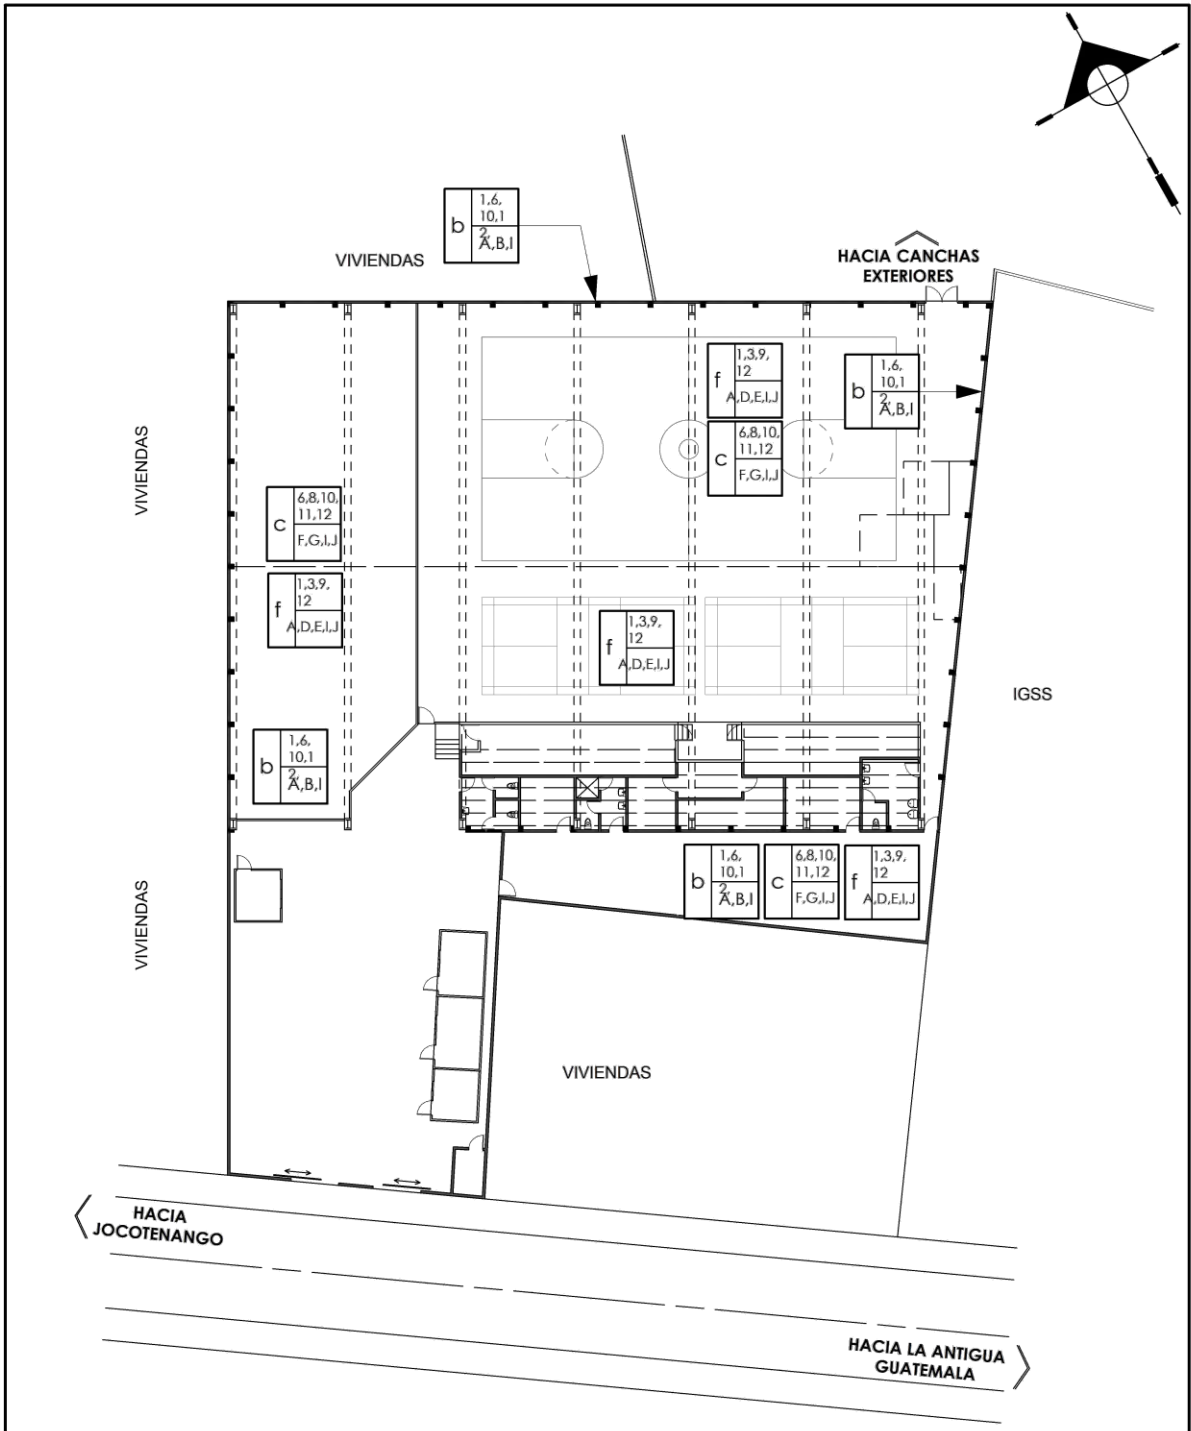 b
1,6,
10,1
2,
A,B,I
VIVIENDAS
HACIA CANCHAS
EXTERIORES
f
1,3,9,
12
A,D,E,I,J
b
1,6,
10,1
2,
A,B,I
c
6,8,10,
11,12
F,G,I,J
VIVIENDAS
c
6,8,10,
11,12
F,G,I,J
f
1,3,9,
12
A,D,E,I,J
f
1,3,9,
12
A,D,E,I,J
IGSS
b
1,6,
10,1
2,
A,B,I
b
1,6,
10,1
2,
A,B,I
c
6,8,10,
11,12
F,G,I,J
f
1,3,9,
12
A,D,E,I,J
VIVIENDAS
VIVIENDAS
HACIA
JOCOTENANGO
HACIA LA ANTIGUA
GUATEMALA